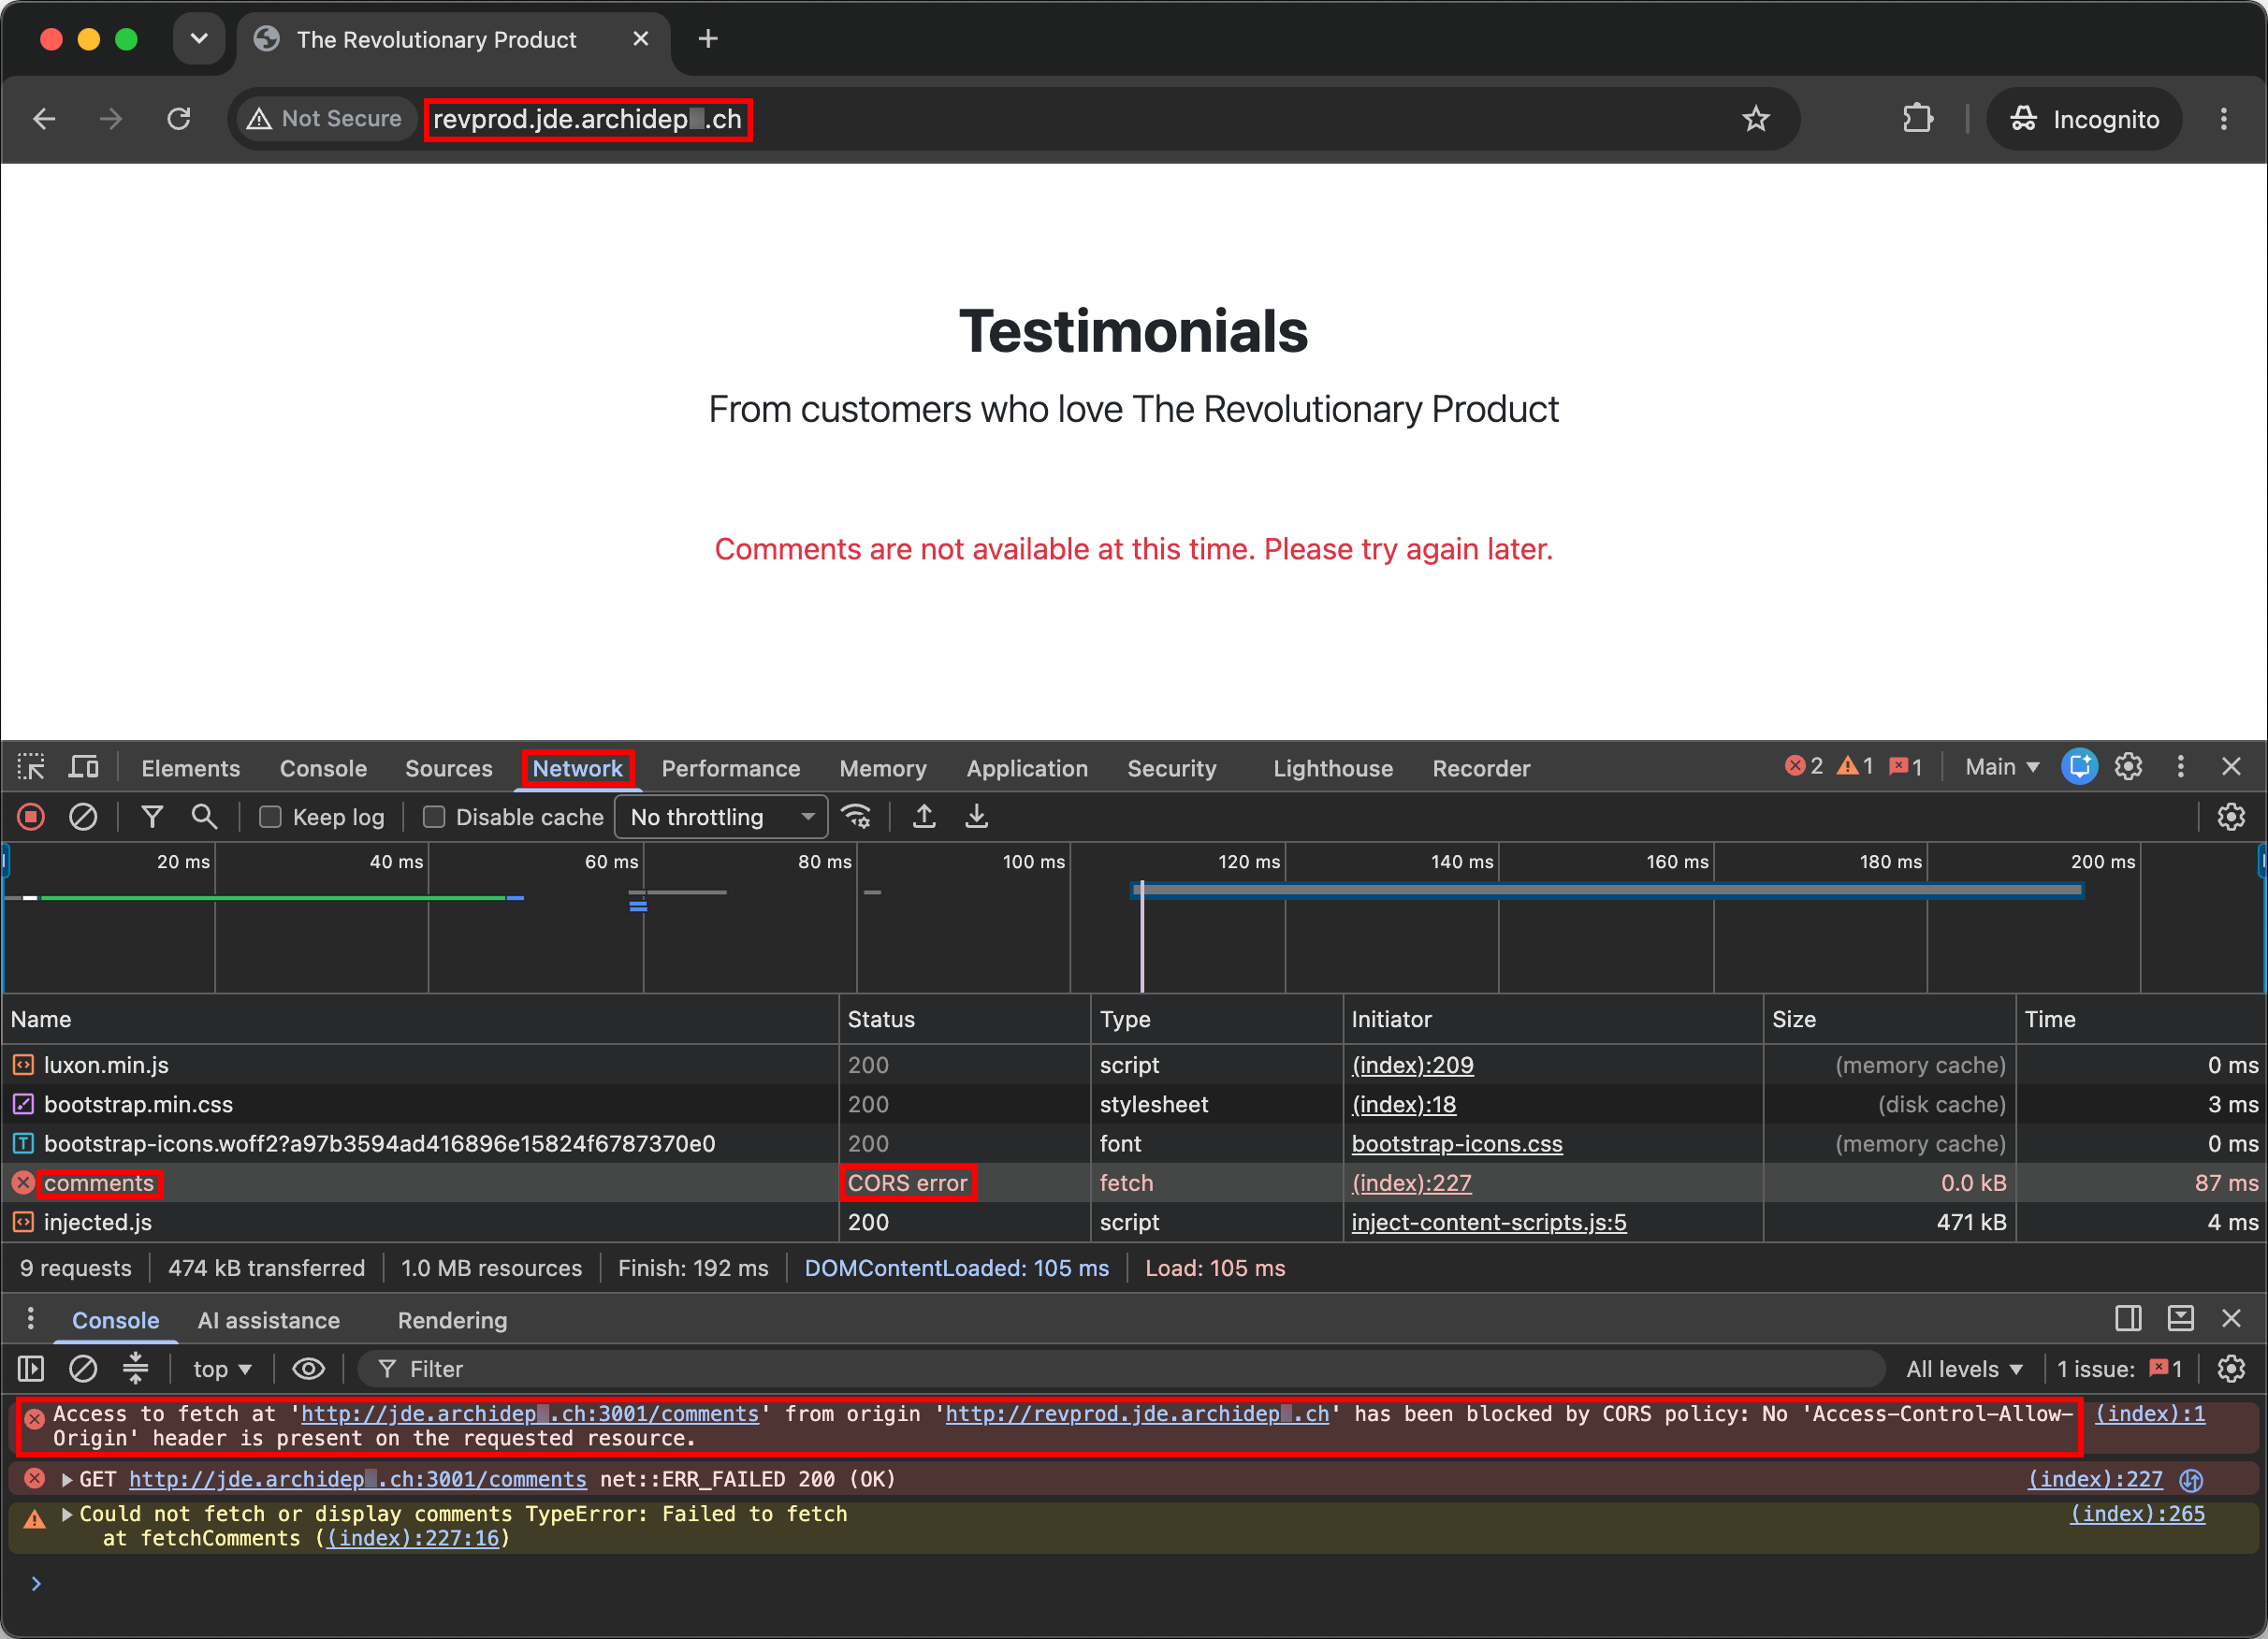 The Revolutionary Product
Not Secure
revprod.jde.archidep .ch
Incognito
Testimonials
From customers who love The Revolutionary Product
Comments are not available at this time. Please try again later.
Elements Console Sources Network Performance Memory Application Security Lighthouse Recorder 2 1 1 Main
Keep log Disable cache No throttling
20 ms 40 ms 60 ms 80 ms 100 ms 120 ms 140 ms 160 ms 180 ms 200 ms
Name Status Type Initiator Size Time
luxon.min.js 200 script (index):209 (memory cache) 0 ms
bootstrap.min.css 200 stylesheet (index):18 (disk cache) 3 ms
bootstrap-icons.woff2?a97b3594ad416896e15824f6787370e0 200 font bootstrap-icons.css (memory cache) 0 ms
comments CORS error fetch (index):227 0.0 kB 87 ms
injected.js 200 script inject-content-scripts.js:5 471 kB 4 ms
9 requests 474 kB transferred 1.0 MB resources Finish: 192 ms DOMContentLoaded: 105 ms Load: 105 ms
Console AI assistance Rendering
top Filter All levels 1 issue: 1
Access to fetch at 'http://jde.archidep .ch:3001/comments' from origin 'http://revprod.jde.archidep .ch' has been blocked by CORS policy: No 'Access-Control-Allow- (index):1
Origin' header is present on the requested resource.
GET http://jde.archidep .ch:3001/comments net::ERR_FAILED 200 (OK) (index):227
Could not fetch or display comments TypeError: Failed to fetch (index):265
at fetchComments ((index):227:16)